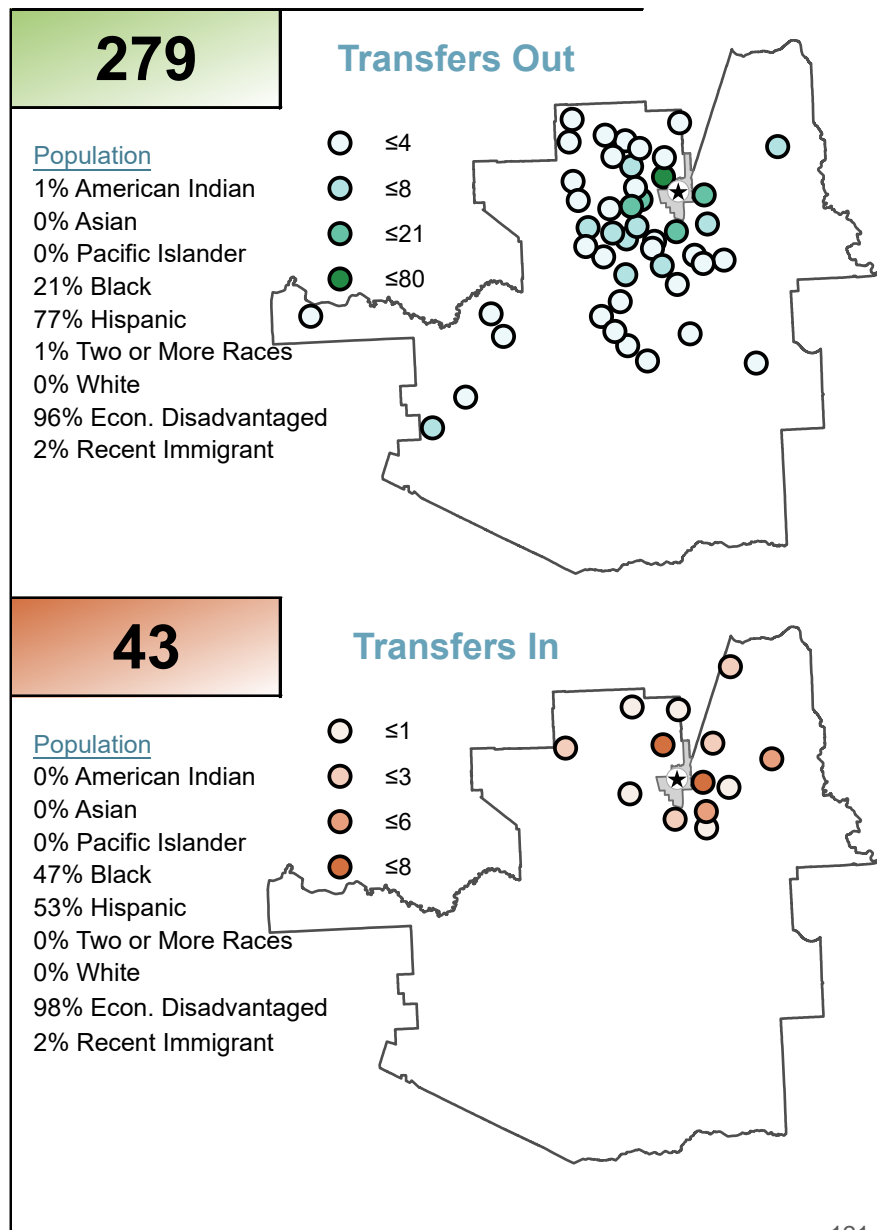 279
Transfers Out
Population
1% American Indian
0% Asian
0% Pacific Islander
21% Black
77% Hispanic
1% Two or More Races
0% White
96% Econ. Disadvantaged
2% Recent Immigrant
≤4
≤8
≤21
≤80
43
Transfers In
Population
0% American Indian
0% Asian
0% Pacific Islander
47% Black
53% Hispanic
0% Two or More Races
0% White
98% Econ. Disadvantaged
2% Recent Immigrant
≤1
≤3
≤6
≤8